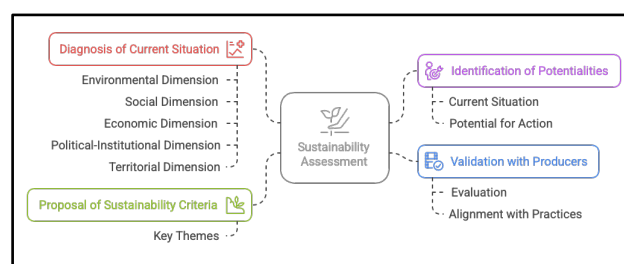 Diagnosis of Current Situation
Environmental Dimension
Social Dimension
Economic Dimension
Political-Institutional Dimension
Territorial Dimension
Proposal of Sustainability Criteria
Key Themes
Sustainability
Assessment
Identification of Potentialities
Current Situation
Potential for Action
Validation with Producers
Evaluation
Alignment with Practices